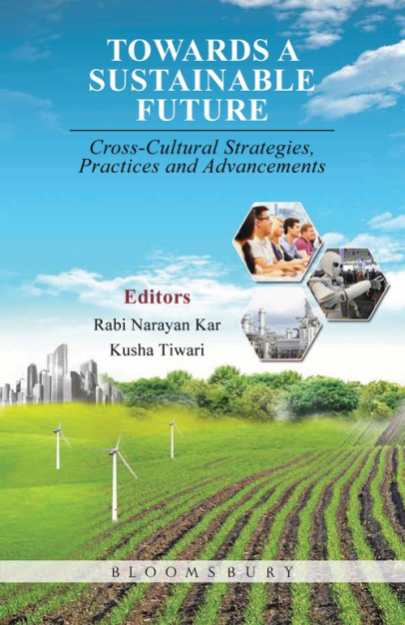 TOWARDS A
SUSTAINABLE
FUTURE
Cross-Cultural Strategies,
Practices and Advancements
Editors
Rabi Narayan Kar
Kusha Tiwari
BLOOMSBURY